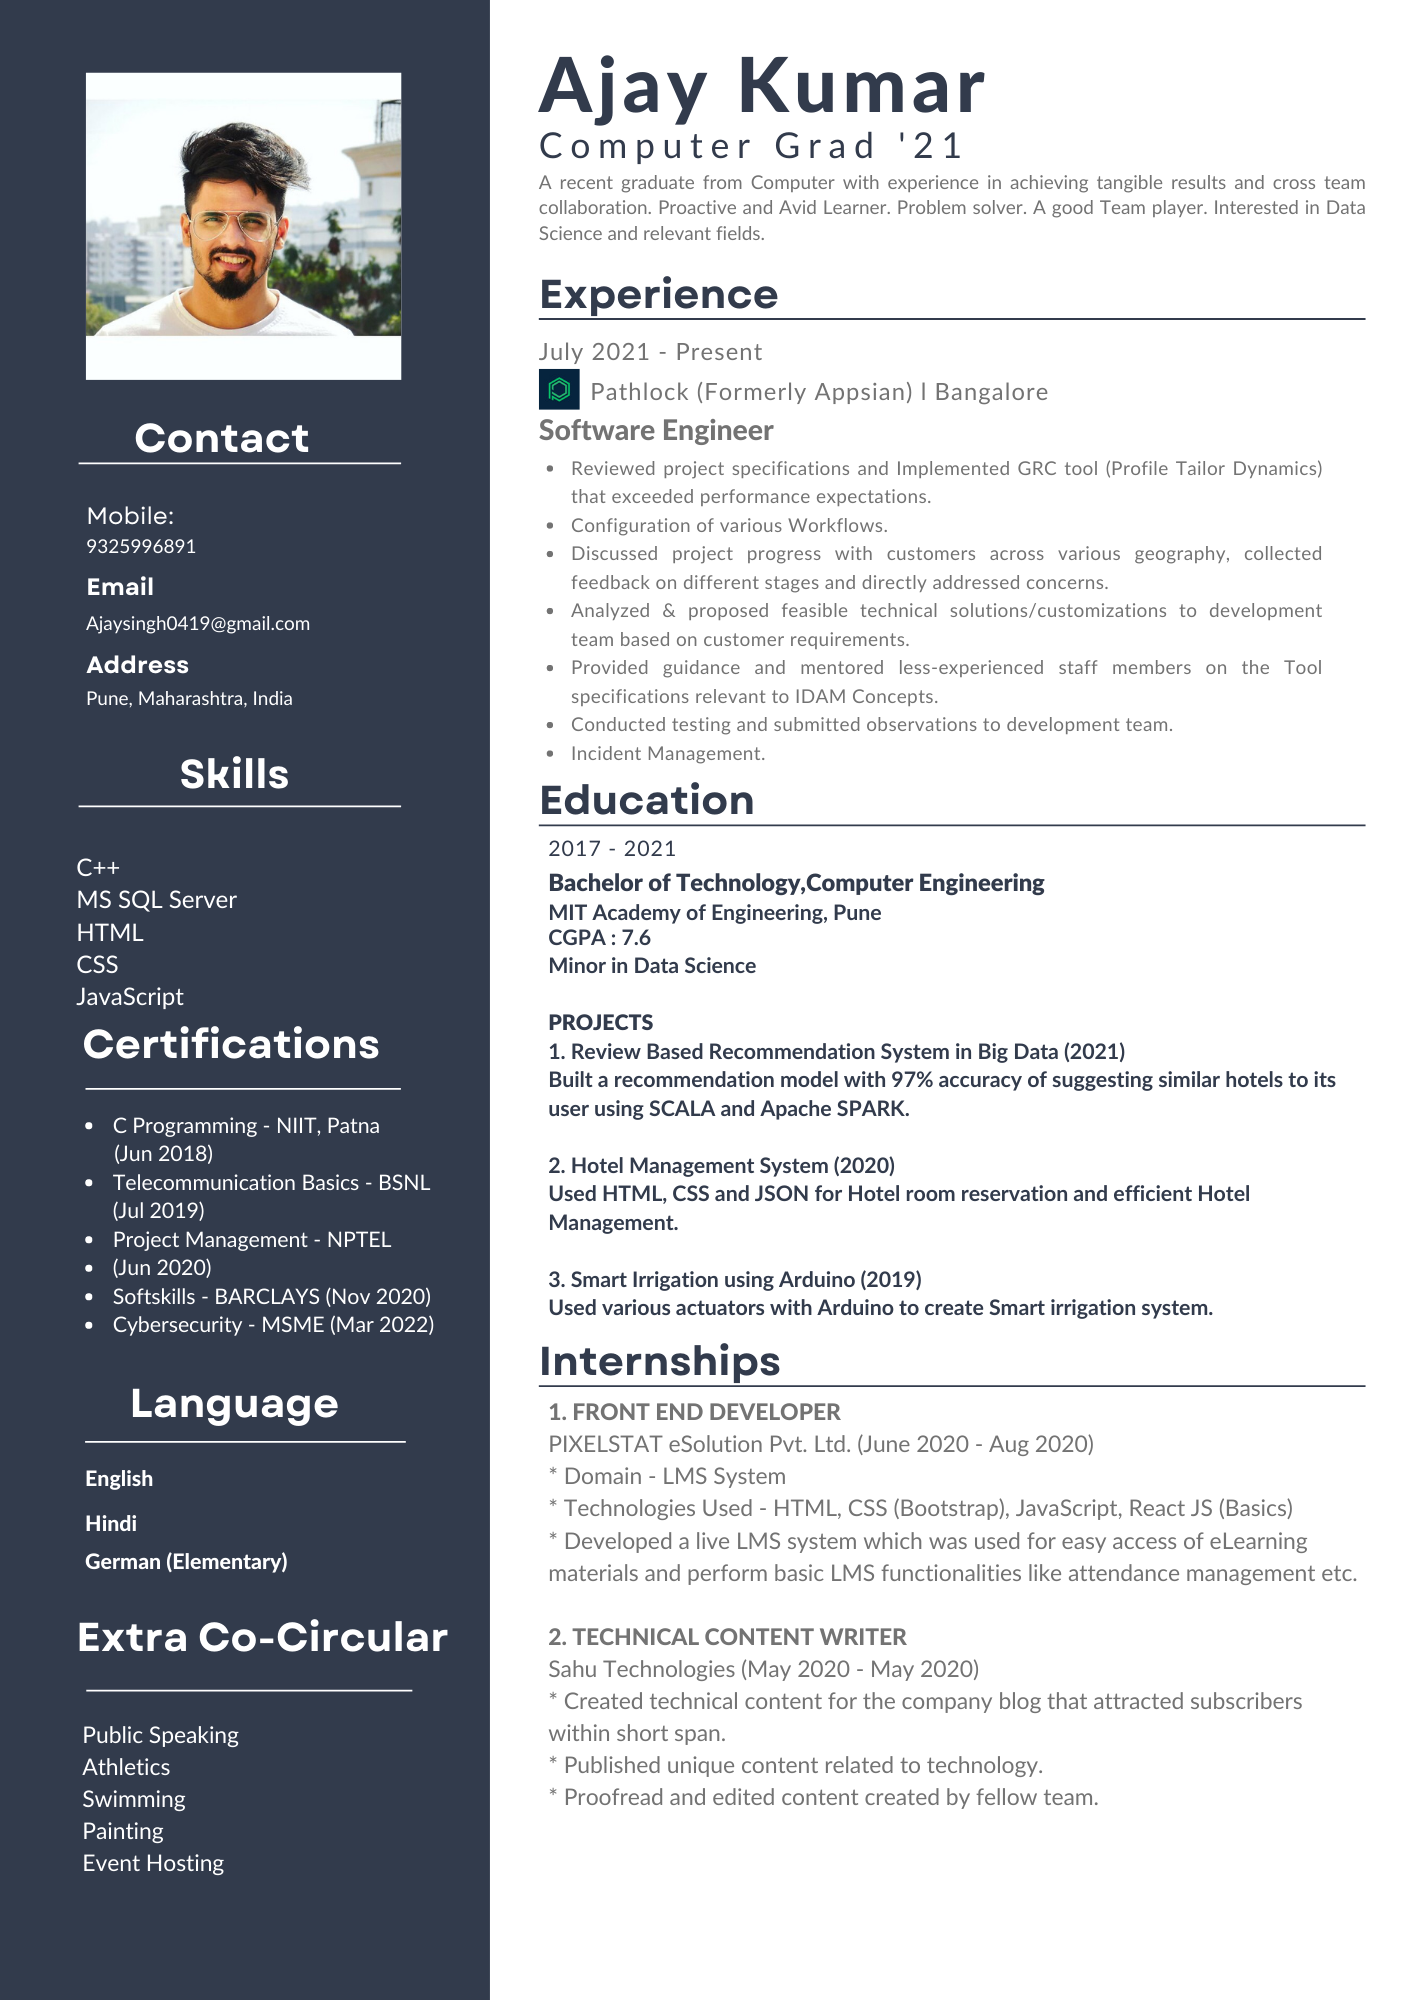 Contact
Mobile:
9325996891
Email
Ajaysingh0419@gmail.com
Address
Pune, Maharashtra, India
Skills
C++
MS SQL Server
HTML
CSS
JavaScript
Certifications
• C Programming - NIIT, Patna
(Jun 2018)
• Telecommunication Basics - BSNL
(Jul 2019)
• Project Management - NPTEL
• (Jun 2020)
• Softskills - BARCLAYS (Nov 2020)
• Cybersecurity - MSME (Mar 2022)
Language
English
Hindi
German (Elementary)
Extra Co-Circular
Public Speaking
Athletics
Swimming
Painting
Event Hosting
Ajay Kumar
Computer Grad '21
A recent graduate from Computer with experience in achieving tangible results and cross team
collaboration. Proactive and Avid Learner. Problem solver. A good Team player. Interested in Data
Science and relevant fields.
Experience
July 2021 - Present
Pathlock (Formerly Appsian) l Bangalore
Software Engineer
• Reviewed project specifications and Implemented GRC tool (Profile Tailor Dynamics)
that exceeded performance expectations.
• Configuration of various Workflows.
• Discussed project progress with customers across various geography, collected
feedback on different stages and directly addressed concerns.
• Analyzed & proposed feasible technical solutions/customizations to development
team based on customer requirements.
• Provided guidance and mentored less-experienced staff members on the Tool
specifications relevant to IDAM Concepts.
• Conducted testing and submitted observations to development team.
• Incident Management.
Education
2017 - 2021
Bachelor of Technology,Computer Engineering
MIT Academy of Engineering, Pune
CGPA : 7.6
Minor in Data Science
PROJECTS
1. Review Based Recommendation System in Big Data (2021)
Built a recommendation model with 97% accuracy of suggesting similar hotels to its
user using SCALA and Apache SPARK.
2. Hotel Management System (2020)
Used HTML, CSS and JSON for Hotel room reservation and efficient Hotel
Management.
3. Smart Irrigation using Arduino (2019)
Used various actuators with Arduino to create Smart irrigation system.
Internships
1. FRONT END DEVELOPER
PIXELSTAT eSolution Pvt. Ltd. (June 2020 - Aug 2020)
* Domain - LMS System
* Technologies Used - HTML, CSS (Bootstrap), JavaScript, React JS (Basics)
* Developed a live LMS system which was used for easy access of eLearning
materials and perform basic LMS functionalities like attendance management etc.
2. TECHNICAL CONTENT WRITER
Sahu Technologies (May 2020 - May 2020)
* Created technical content for the company blog that attracted subscribers
within short span.
* Published unique content related to technology.
* Proofread and edited content created by fellow team.